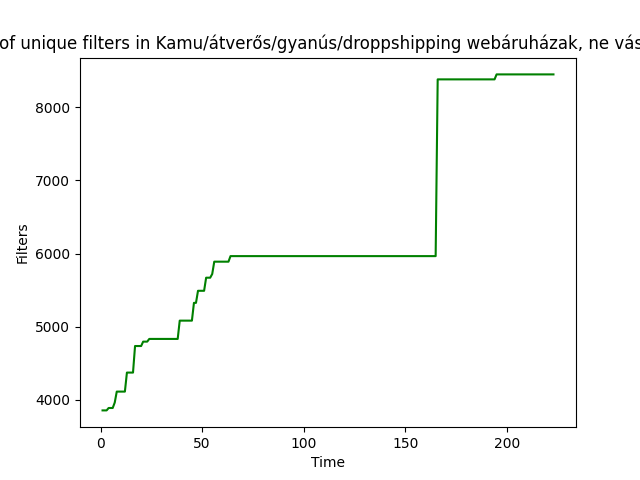 of unique filters in Kamu/átverős/gyanús/droppshipping webáruházak, ne vás
8000
7000
6000
5000
4000
Filters
0 50 100 150 200
Time